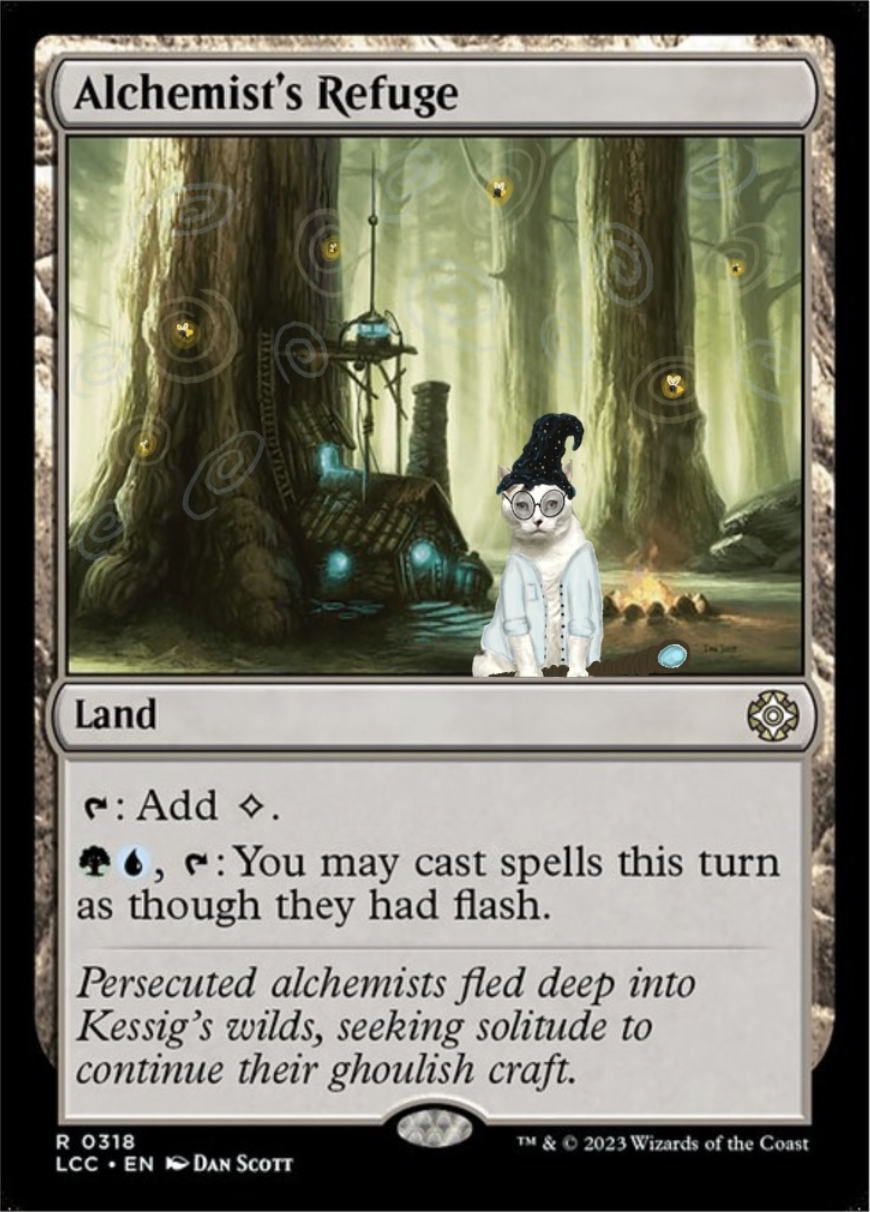 Alchemist's Refuge
Land
: Add .
, : You may cast spells this turn
as though they had flash.
Persecuted alchemists fled deep into
Kessig's wilds, seeking solitude to
continue their ghoulish craft.
R 0318
LCC • EN Dan Scott
™ & © 2023 Wizards of the Coast